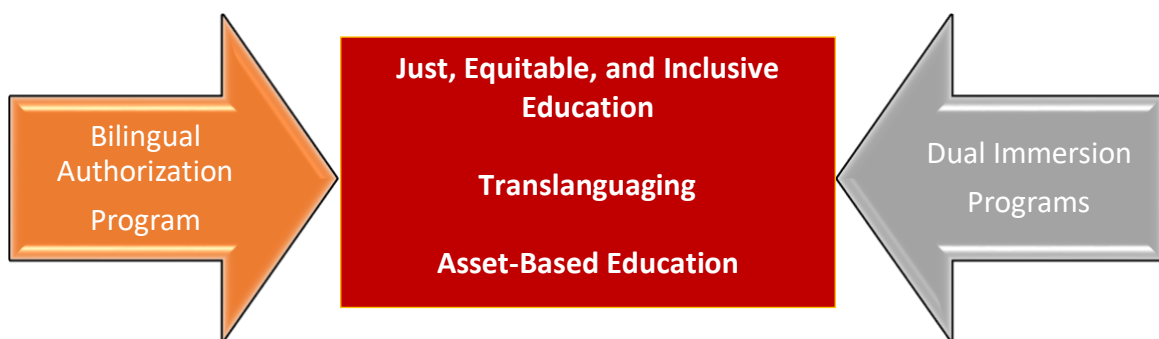 Bilingual
Authorization
Program
Just, Equitable, and Inclusive
Education
Translanguaging
Asset-Based Education
Dual Immersion
Programs